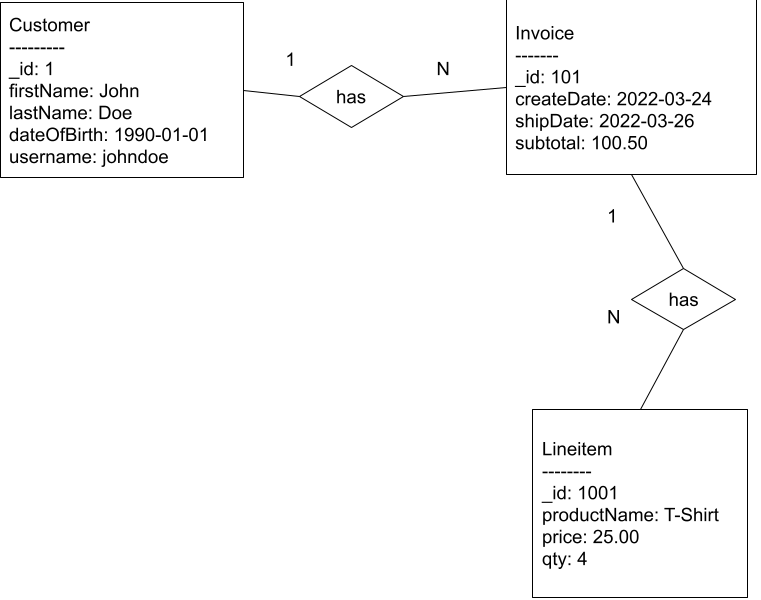 Customer
---------
_id: 1
firstName: John
lastName: Doe
dateOfBirth: 1990-01-01
username: johndoe
1
has
N
Invoice
-------
_id: 101
createDate: 2022-03-24
shipDate: 2022-03-26
subtotal: 100.50
1
has
N
Lineitem
--------
_id: 1001
productName: T-Shirt
price: 25.00
qty: 4